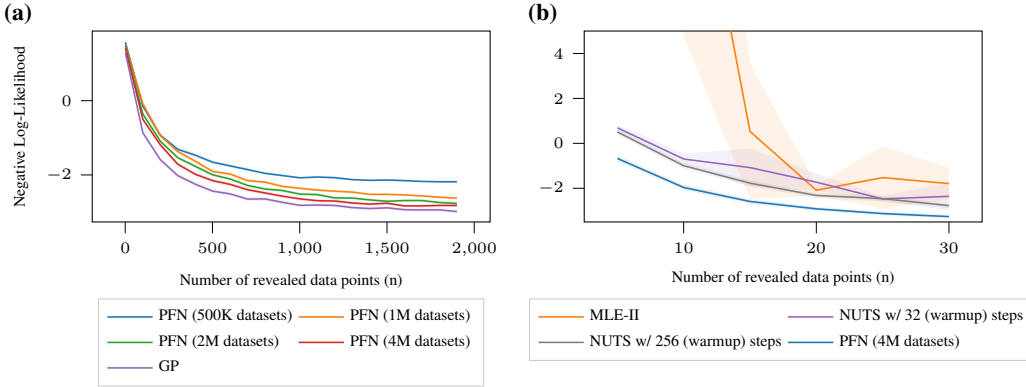 (a)
Negative Log-Likelihood
0
−2
0
500
1,000
1,500
2,000
Number of revealed data points (n)
PFN (500K datasets)
PFN (1M datasets)
PFN (2M datasets)
PFN (4M datasets)
GP
(b)
4
2
0
−2
10
20
30
Number of revealed data points (n)
MLE-II
NUTS w/ 32 (warmup) steps
NUTS w/ 256 (warmup) steps
PFN (4M datasets)